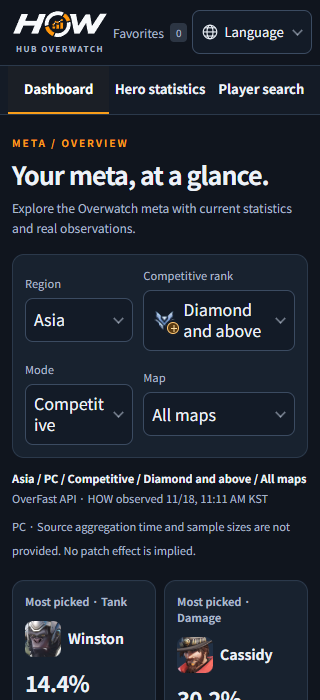 HOW
HUB OVERWATCH
Favorites 0
Language
Dashboard Hero statistics Player search
META / OVERVIEW
Your meta, at a glance.
Explore the Overwatch meta with current statistics
and real observations.
Region
Asia
Competitive rank
Diamond
and above
Mode
Competit
ive
Map
All maps
Asia / PC / Competitive / Diamond and above / All maps
OverFast API · HOW observed 11/18, 11:11 AM KST
PC · Source aggregation time and sample sizes are not
provided. No patch effect is implied.
Most picked · Tank
Winston
14.4%
Most picked ·
Damage
Cassidy
30.2%